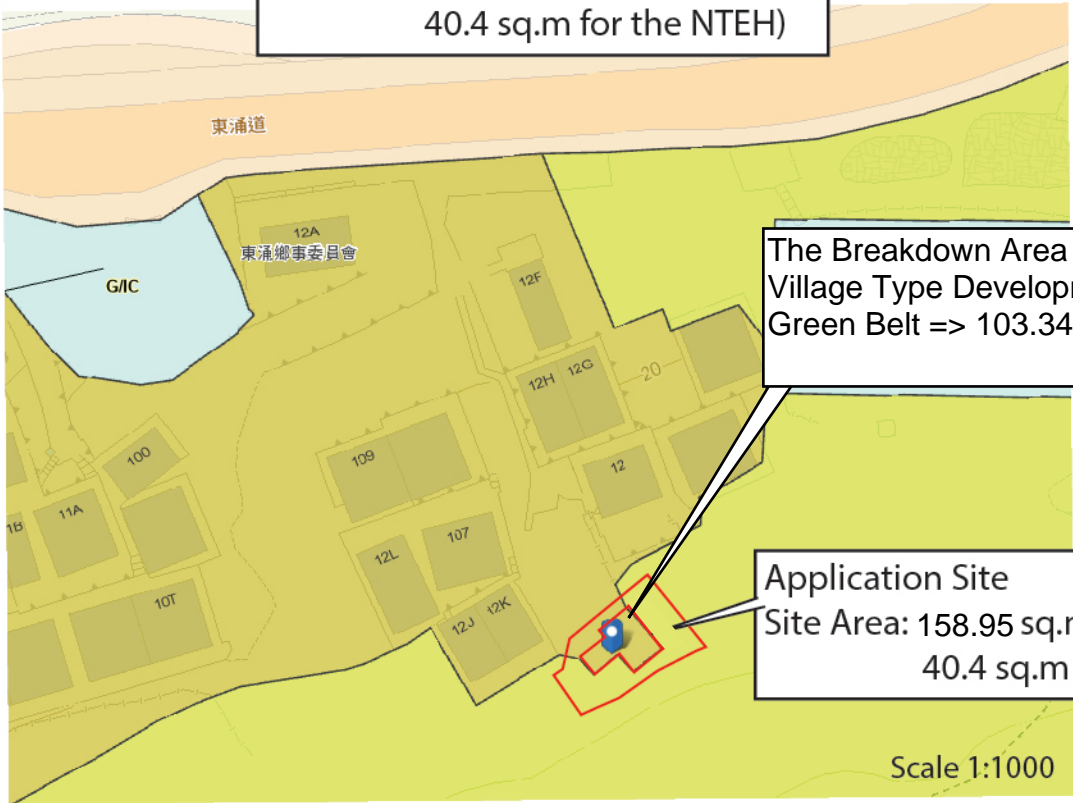 40.4 sq.m for the NTEH)
東涌道
12A
東涌鄉事委員會
G/IC
12F
The Breakdown Area
Village Type Developm
Green Belt => 103.34
12H 12G
20
109
12
100
11A
1B
107
12L
10T
12J 12K
Application Site
Site Area: 158.95 sq.m
40.4 sq.m
Scale 1:1000